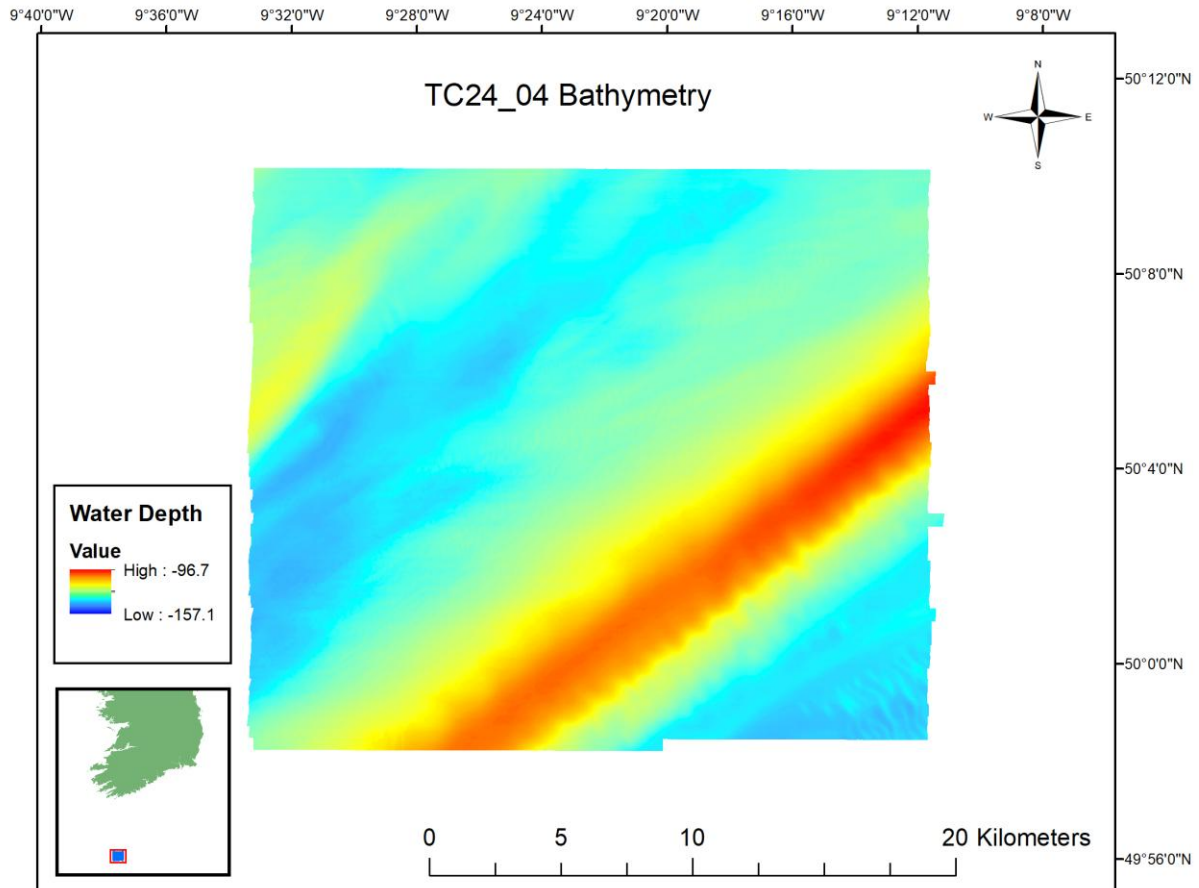 9°40'0"W 9°36'0"W 9°32'0"W 9°28'0"W 9°24'0"W 9°20'0"W 9°16'0"W 9°12'0"W 9°8'0"W
TC24_04 Bathymetry
N
W E
S
50°12'0"N
50°8'0"N
50°4'0"N
50°0'0"N
49°56'0"N
Water Depth
Value
High : -96.7
Low : -157.1
0 5 10 20 Kilometers